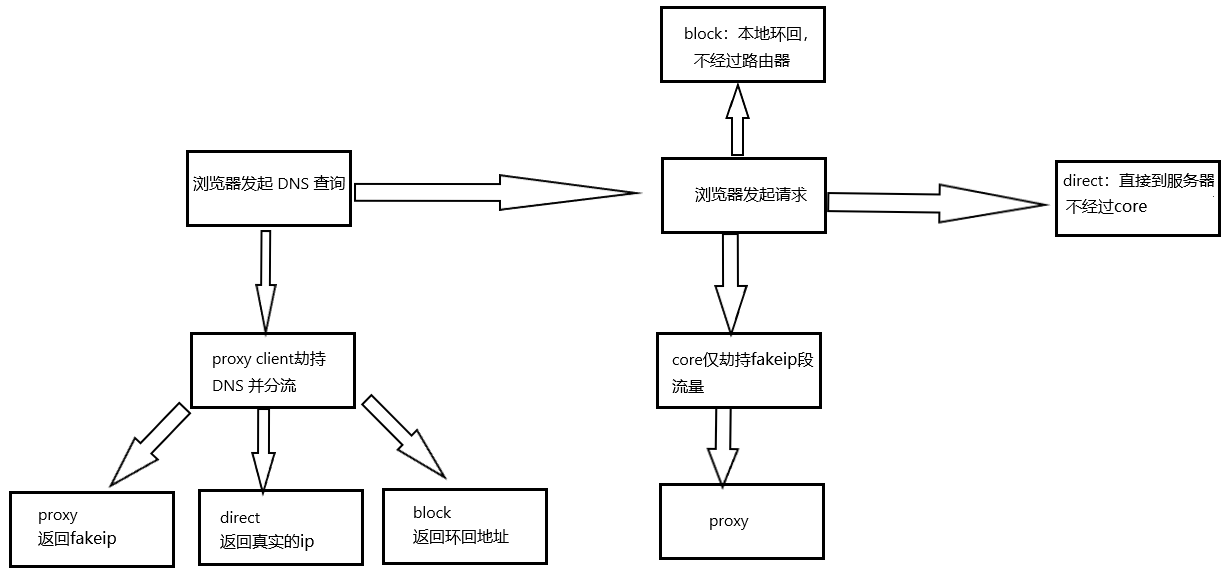 block：本地环回，
不经过路由器
浏览器发起 DNS 查询
浏览器发起请求
direct：直接到服务器
不经过core
proxy client劫持
DNS 并分流
core仅劫持fakeip段
流量
proxy
返回fakeip
direct
返回真实的ip
block
返回环回地址
proxy